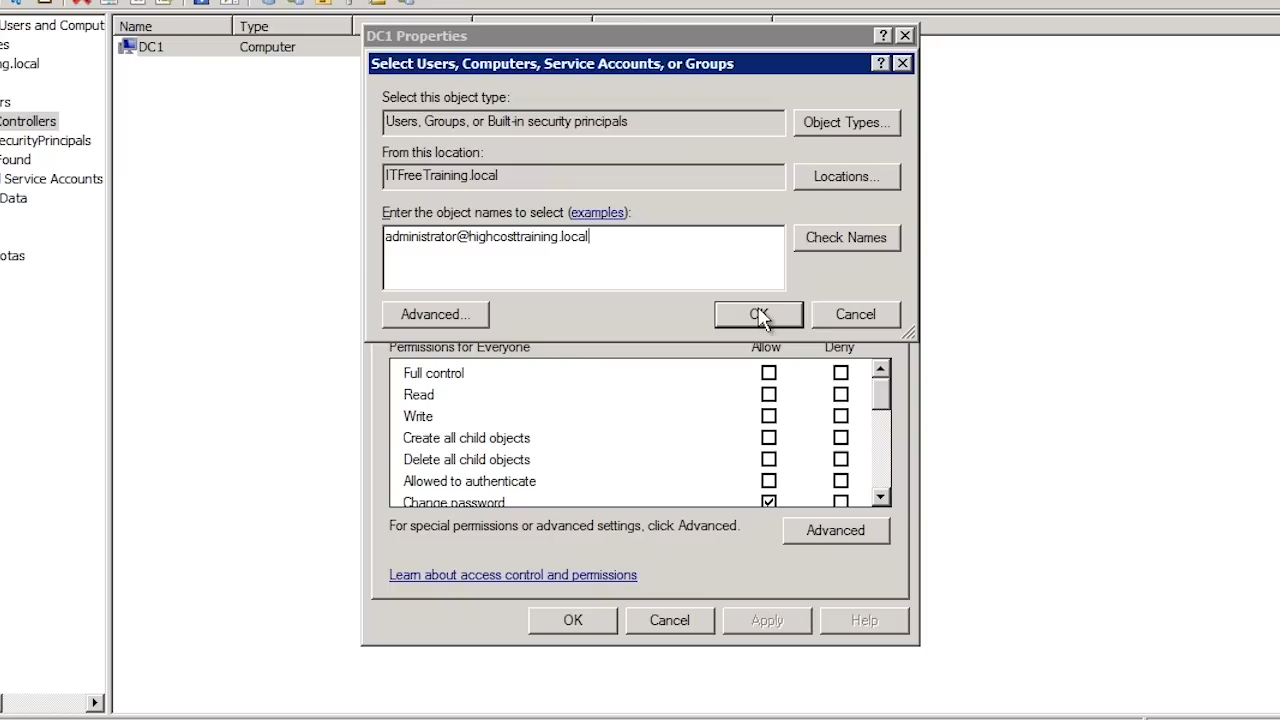 Users and Comput
es
ng.local
rs
Controllers
ecurityPrincipals
Found
Service Accounts
Data
otas
Name Type
DC1 Computer
DC1 Properties
Select Users, Computers, Service Accounts, or Groups
Select this object type:
Users, Groups, or Built-in security principals
Object Types...
From this location:
ITFreeTraining.local
Locations...
Enter the object names to select (examples):
administrator@highcosttraining.local
Check Names
Advanced... OK Cancel
Permissions for Everyone Allow Deny
Full control
Read
Write
Create all child objects
Delete all child objects
Allowed to authenticate
Change password
For special permissions or advanced settings, click Advanced.
Advanced
Learn about access control and permissions
OK Cancel Apply Help